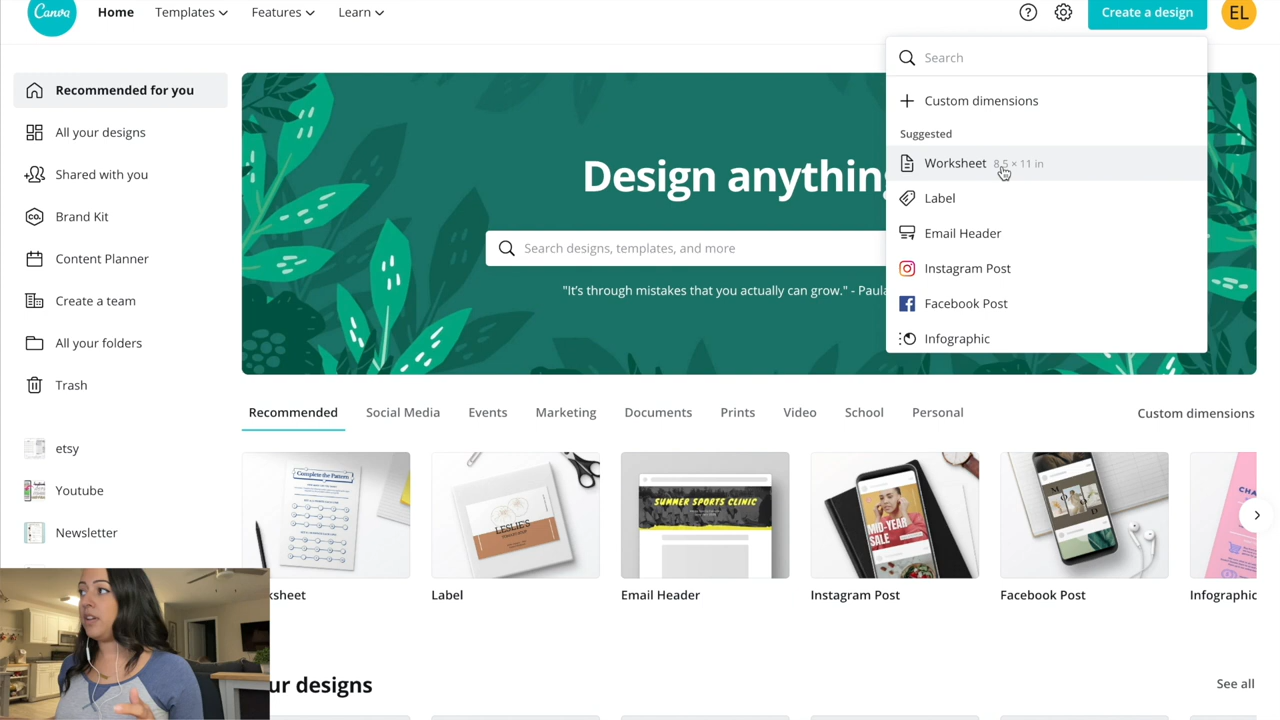 Canva
Home
Templates
Features
Learn
?
Create a design
EL
Search
Custom dimensions
Suggested
Worksheet 8.5 × 11 in
Label
Email Header
Instagram Post
Facebook Post
Infographic
Recommended for you
All your designs
Shared with you
Brand Kit
CO.
Content Planner
Create a team
All your folders
Trash
etsy
Youtube
Newsletter
Design anythin
Search designs, templates, and more
"It's through mistakes that you actually can grow." - Paula
Recommended
Social Media
Events
Marketing
Documents
Prints
Video
School
Personal
Custom dimensions
Complete the Pattern
LESLIE'S
SUMMER SPORTS CLINIC
MID-YEAR
SALE
CHA
ksheet
Label
Email Header
Instagram Post
Facebook Post
Infographic
ur designs
See all